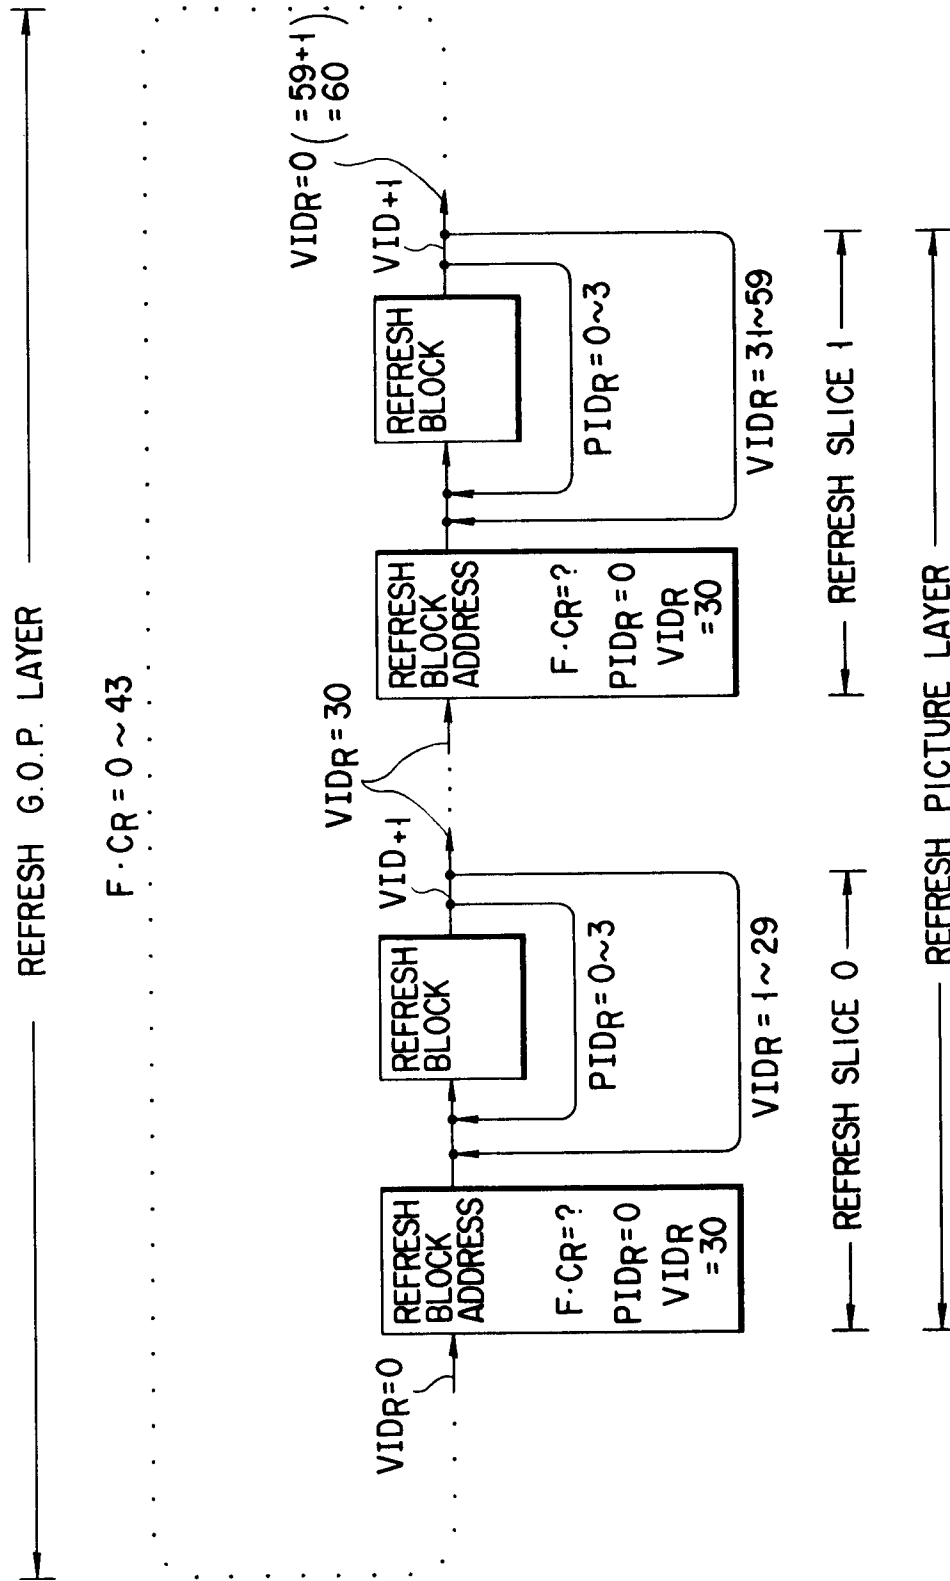 REFRESH G.O.P. LAYER
F·CR=0~43
VIDR=0
REFRESH
BLOCK
ADDRESS
F·CR=?
PIDR=0
VIDR
=30
REFRESH
BLOCK
VID+1
PIDR=0~3
VIDR=1~29
VIDR=30
REFRESH
BLOCK
ADDRESS
F·CR=?
PIDR=0
VIDR
=30
REFRESH
BLOCK
VID+1
PIDR=0~3
VIDR=31~59
VIDR=0(=59+1
=60)
REFRESH SLICE 0
REFRESH SLICE 1
REFRESH PICTURE LAYER